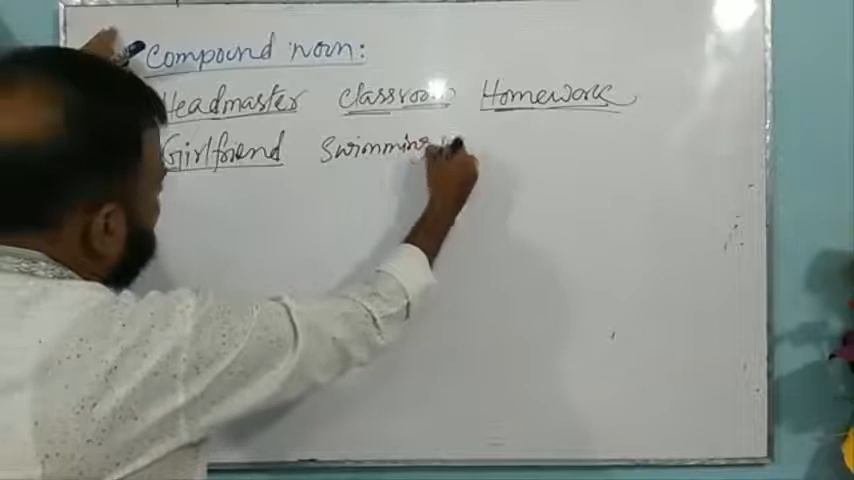 Compound noun:
Headmaster Classroom Homework
Girlfriend Swimming